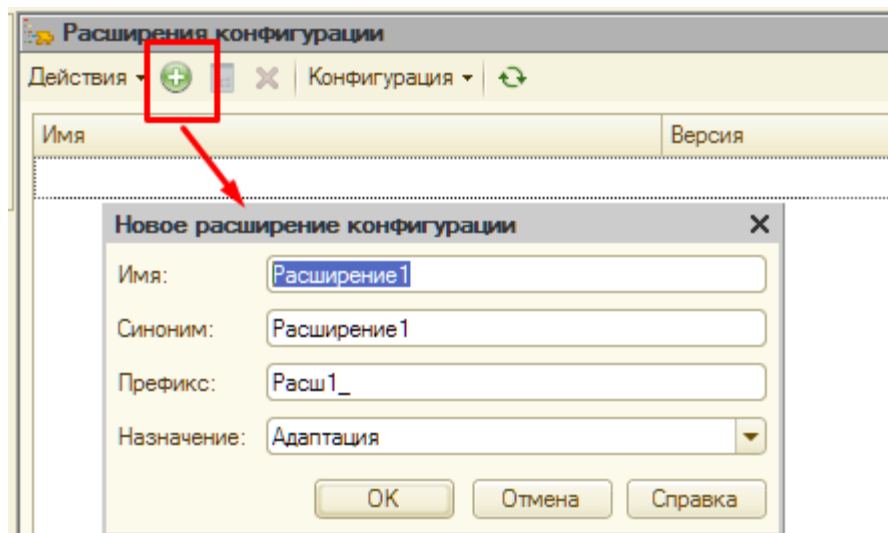 Расширения конфигурации
Действия Конфигурация
Имя Версия
Новое расширение конфигурации
Имя: Расширение1
Синоним: Расширение1
Префикс: Расш1_
Назначение: Адаптация
ОК Отмена Справка